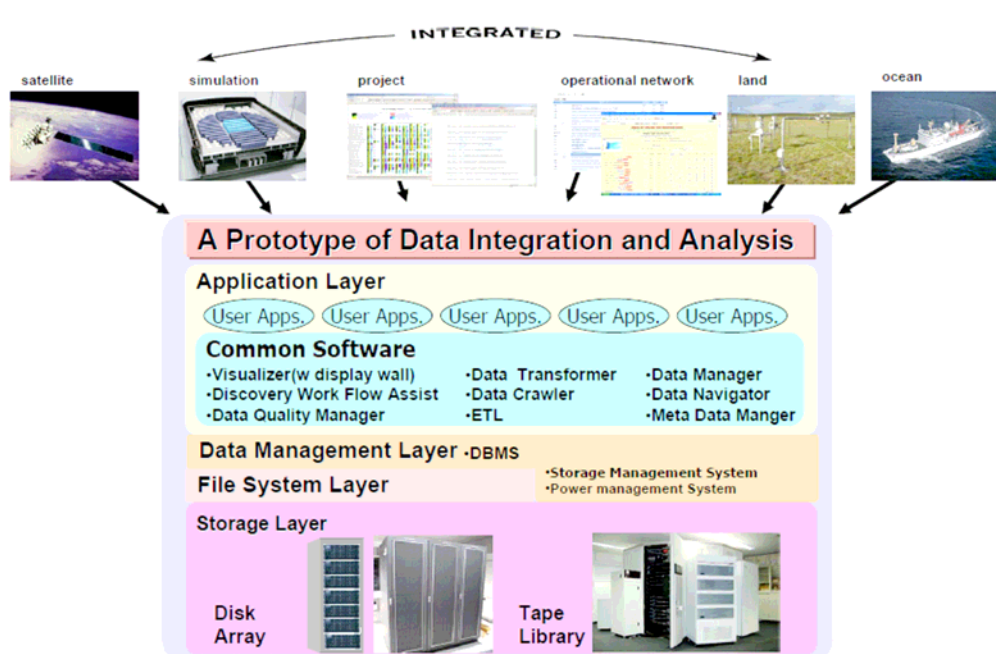 INTEGRATED
satellite
simulation
project
operational network
land
ocean
A Prototype of Data Integration and Analysis
Application Layer
User Apps. User Apps. User Apps. User Apps. User Apps.
Common Software
•Visualizer(w display wall) •Data Transformer •Data Manager
•Discovery Work Flow Assist •Data Crawler •Data Navigator
•Data Quality Manager •ETL •Meta Data Manger
Data Management Layer •DBMS
•Storage Management System
File System Layer
•Power management System
Storage Layer
Disk
Array
Tape
Library